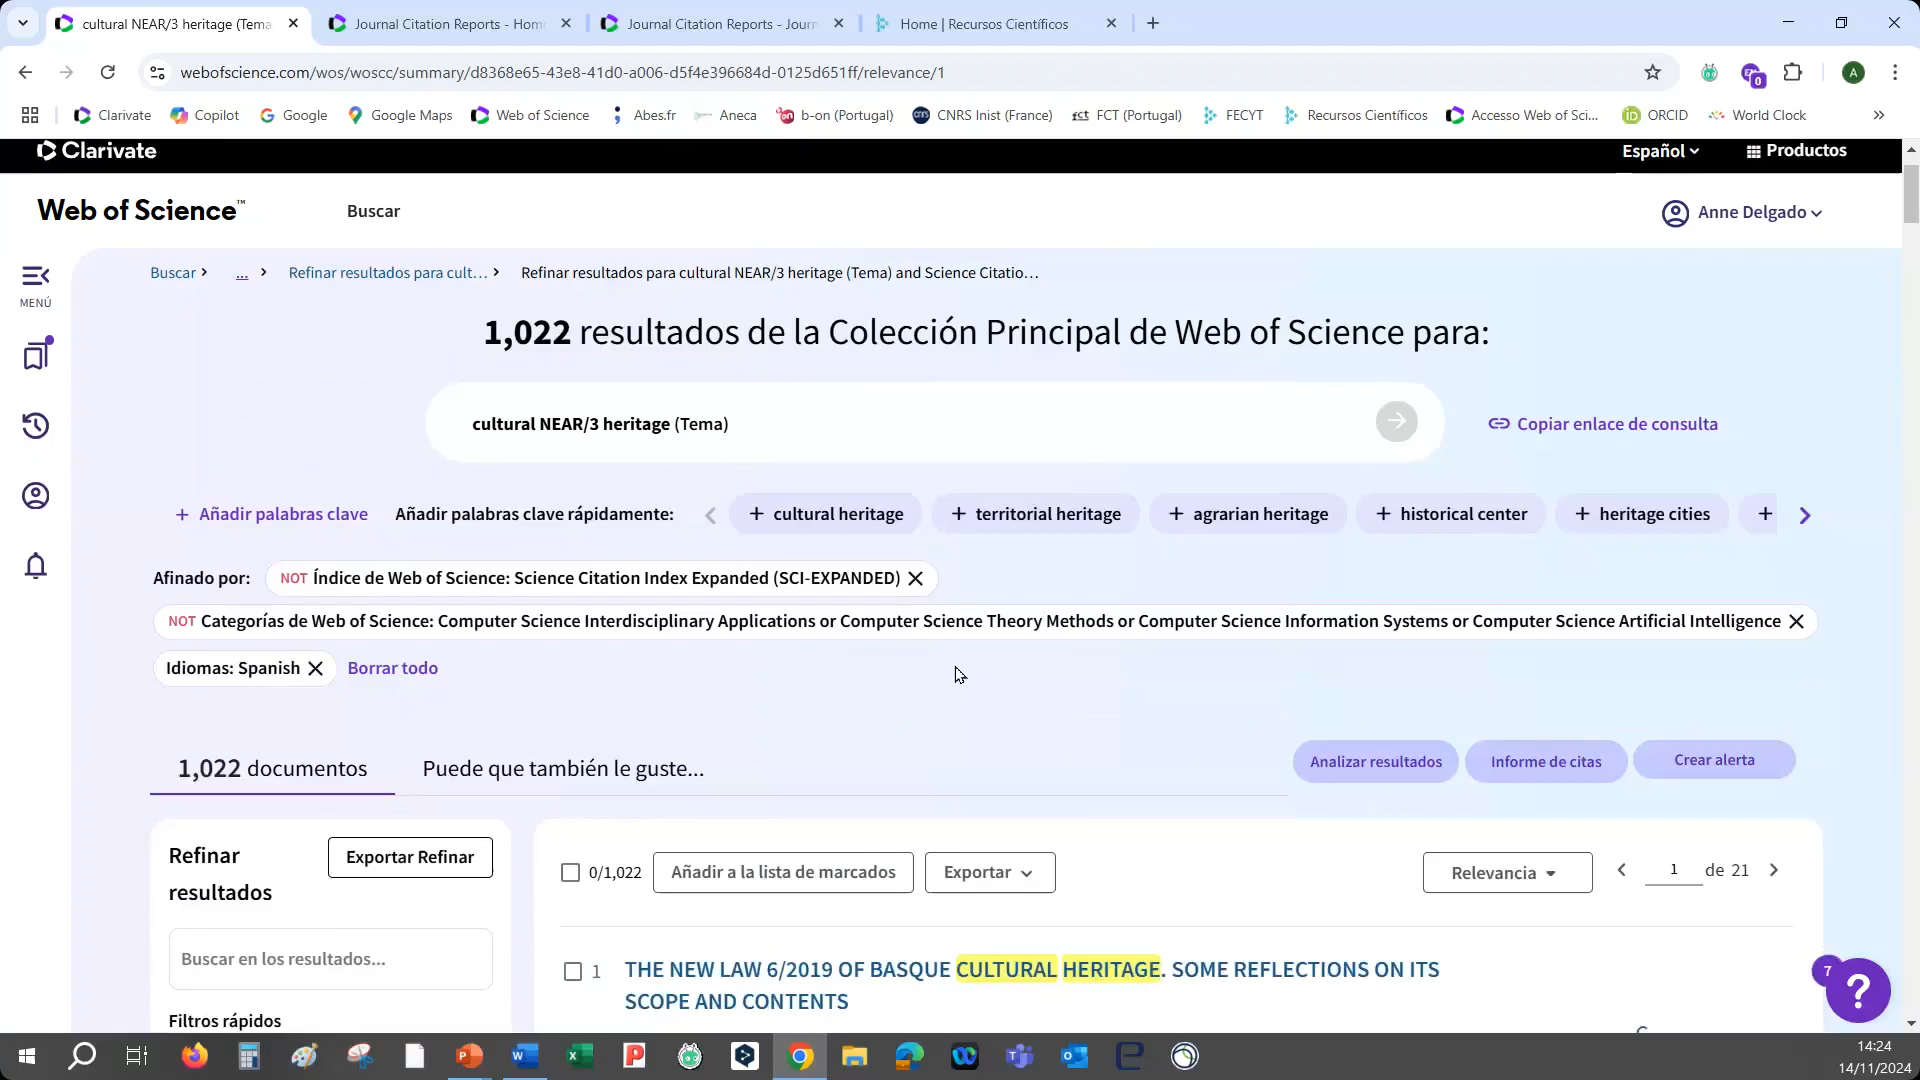 cultural NEAR/3 heritage (Tema
Journal Citation Reports - Hom
Journal Citation Reports - Jour
Home | Recursos Científicos
webofscience.com/wos/woscc/summary/d8368e65-43e8-41d0-a006-d5f4e396684d-0125d651ff/relevance/1
A
0
Clarivate
Copilot
Google
Google Maps
Web of Science
Abes.fr
Aneca
b-on (Portugal)
CNRS Inist (France)
fct FCT (Portugal)
FECYT
Recursos Científicos
Accesso Web of Sci...
ORCID
World Clock
Clarivate
Español
Productos
Web of Science™
Buscar
Anne Delgado
MENÚ
Buscar
...
Refinar resultados para cult...
Refinar resultados para cultural NEAR/3 heritage (Tema) and Science Citatio...
1,022 resultados de la Colección Principal de Web of Science para:
cultural NEAR/3 heritage (Tema)
Copiar enlace de consulta
+ Añadir palabras clave
Añadir palabras clave rápidamente:
+ cultural heritage
+ territorial heritage
+ agrarian heritage
+ historical center
+ heritage cities
+
Afinado por:
NOT Índice de Web of Science: Science Citation Index Expanded (SCI-EXPANDED)
NOT Categorías de Web of Science: Computer Science Interdisciplinary Applications or Computer Science Theory Methods or Computer Science Information Systems or Computer Science Artificial Intelligence
Idiomas: Spanish
Borrar todo
1,022 documentos
Puede que también le guste...
Analizar resultados
Informe de citas
Crear alerta
Refinar resultados
Exportar Refinar
0/1,022
Añadir a la lista de marcados
Exportar
Relevancia
1 de 21
Buscar en los resultados...
Filtros rápidos
1
THE NEW LAW 6/2019 OF BASQUE CULTURAL HERITAGE. SOME REFLECTIONS ON ITS
SCOPE AND CONTENTS
7
?
14:24
14/11/2024